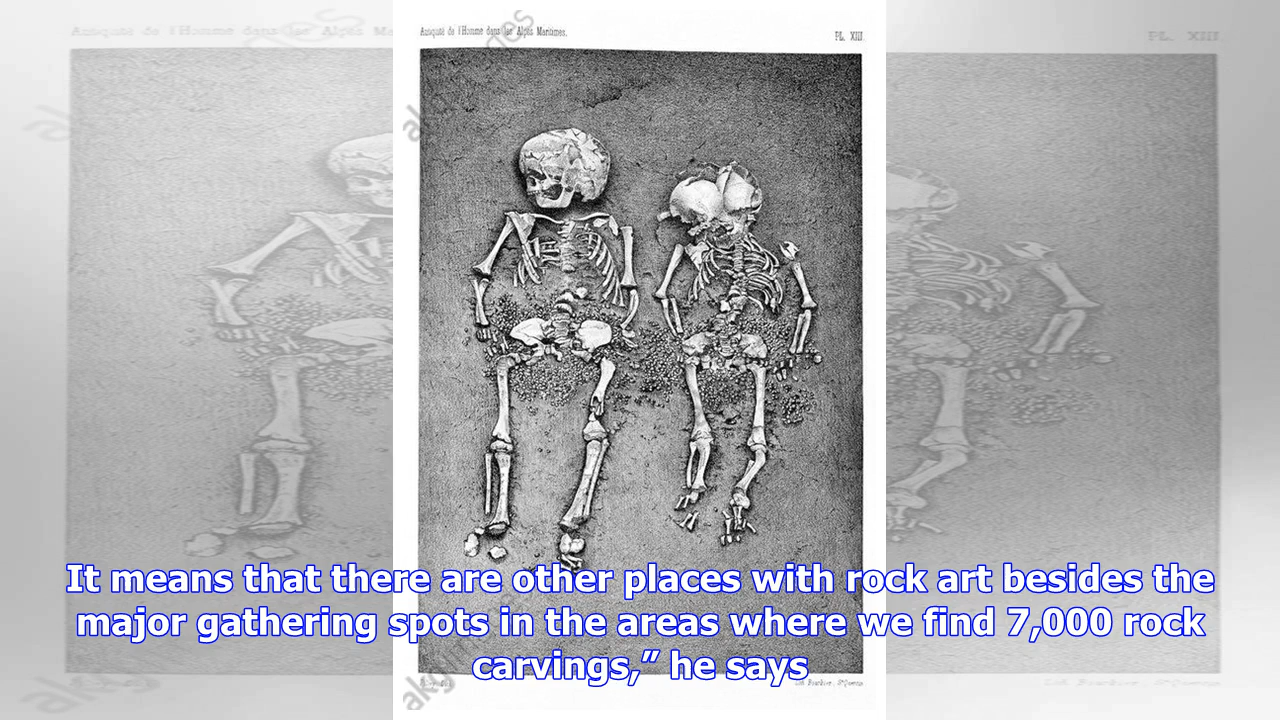 Antiquité de l'Homme dans les Alpes Maritimes. PL. XIII.
It means that there are other places with rock art besides the
major gathering spots in the areas where we find 7,000 rock
carvings,” he says